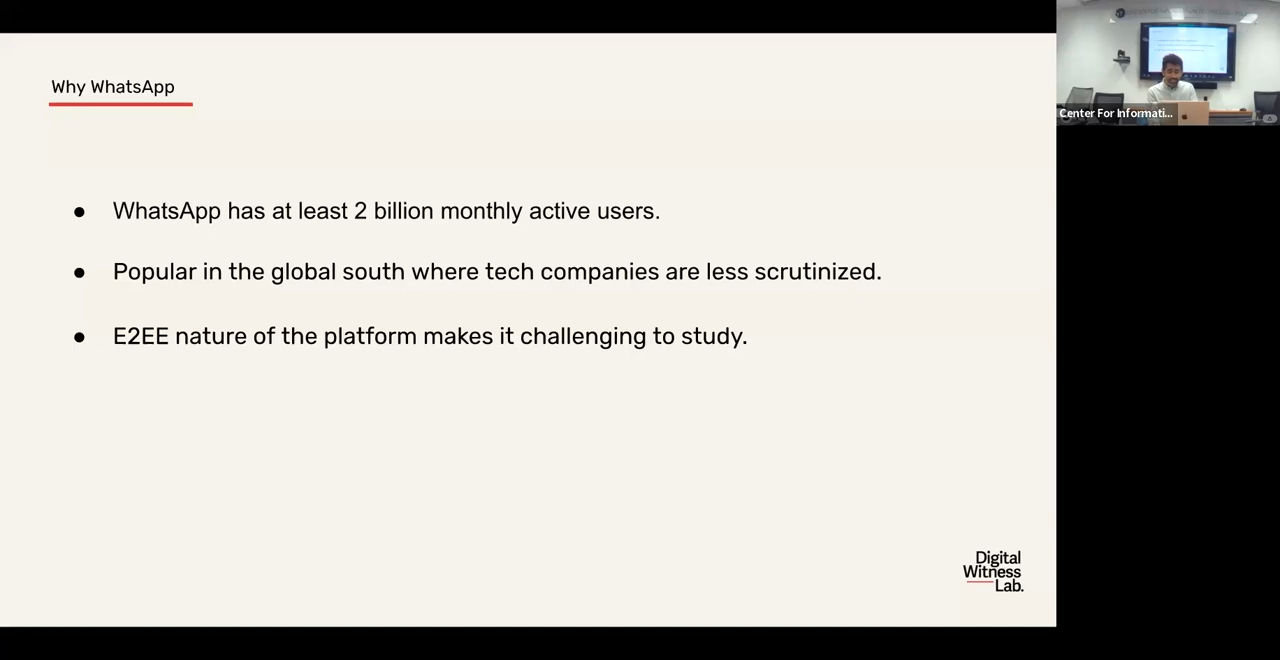 Why WhatsApp
● WhatsApp has at least 2 billion monthly active users.
● Popular in the global south where tech companies are less scrutinized.
● E2EE nature of the platform makes it challenging to study.
Digital
Witness
Lab.
Center For Informati...